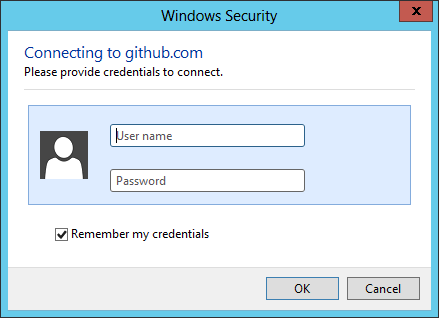 Windows Security
Connecting to github.com
Please provide credentials to connect.
User name
Password
Remember my credentials
OK
Cancel